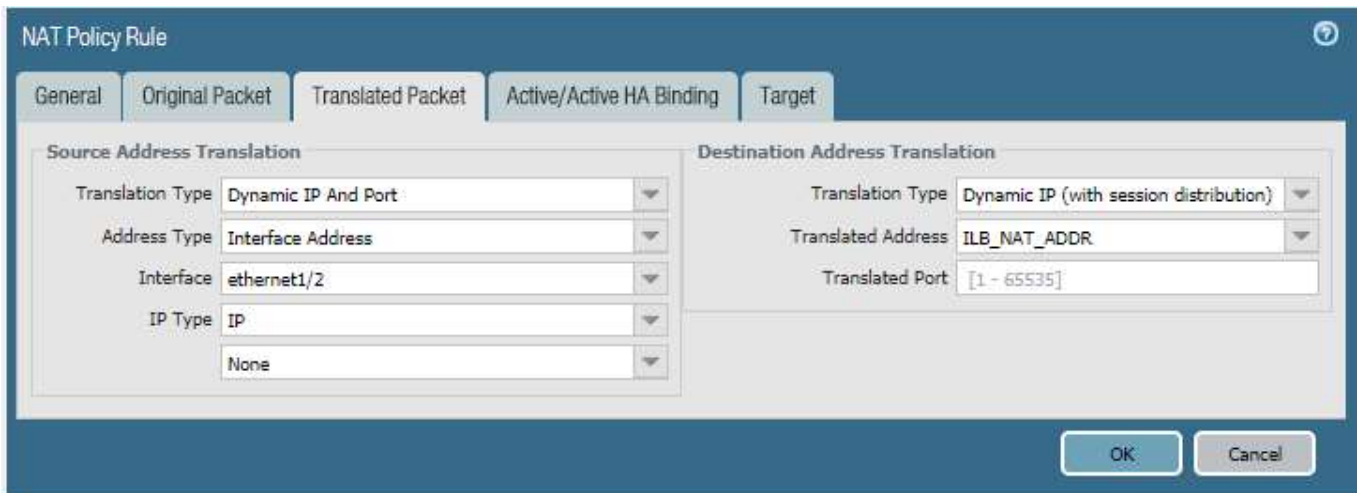 NAT Policy Rule
General Original Packet Translated Packet Active/Active HA Binding Target
Source Address Translation
Translation Type Dynamic IP And Port
Address Type Interface Address
Interface ethernet1/2
IP Type IP
None
Destination Address Translation
Translation Type Dynamic IP (with session distribution)
Translated Address ILB_NAT_ADDR
Translated Port [1 - 65535]
OK Cancel